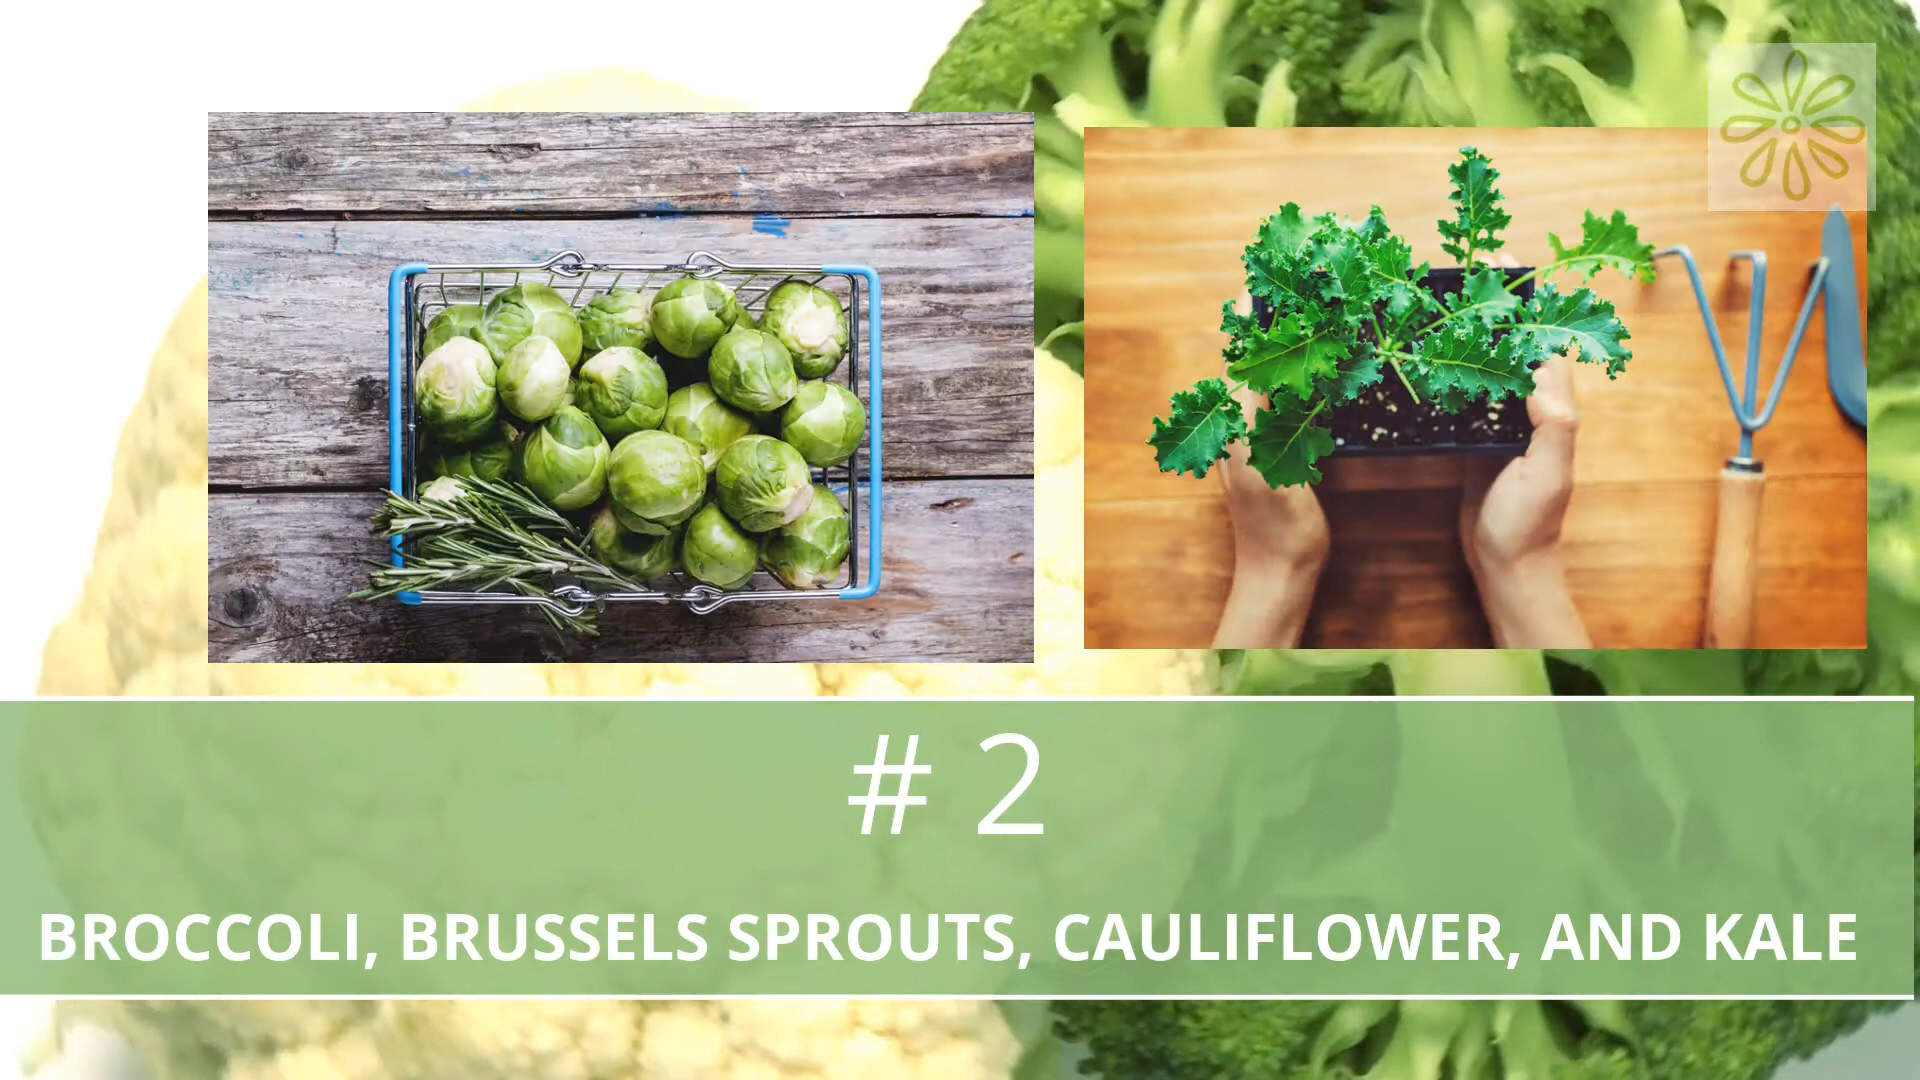 # 2
BROCCOLI, BRUSSELS SPROUTS, CAULIFLOWER, AND KALE